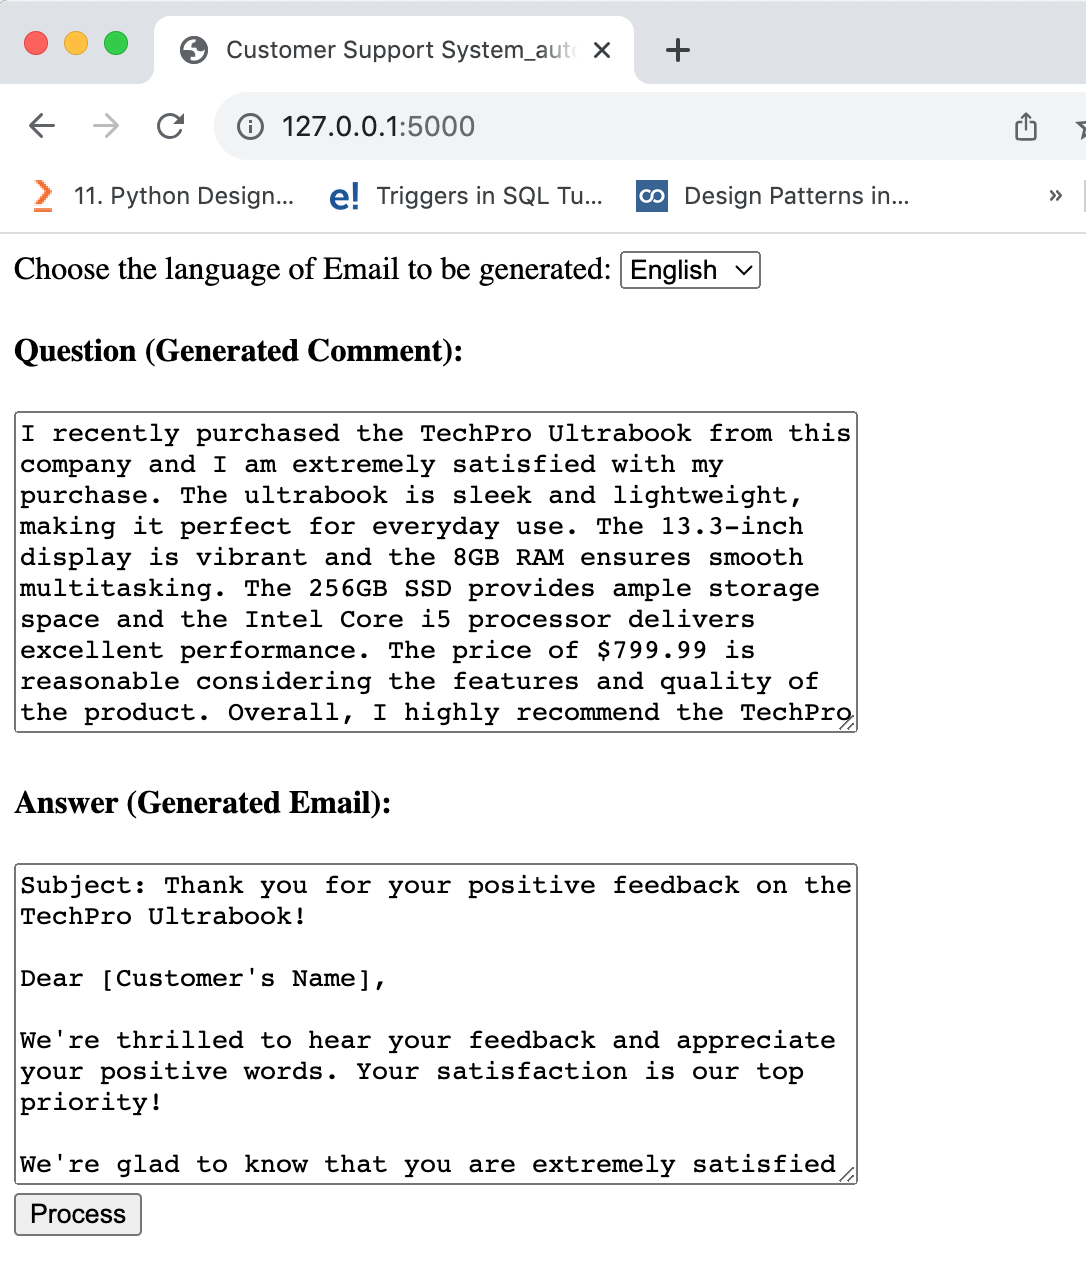 Customer Support System_aut
127.0.0.1:5000
11. Python Design...
e! Triggers in SQL Tu...
Design Patterns in...
»
Choose the language of Email to be generated: English
Question (Generated Comment):
I recently purchased the TechPro Ultrabook from this
company and I am extremely satisfied with my
purchase. The ultrabook is sleek and lightweight,
making it perfect for everyday use. The 13.3-inch
display is vibrant and the 8GB RAM ensures smooth
multitasking. The 256GB SSD provides ample storage
space and the Intel Core i5 processor delivers
excellent performance. The price of $799.99 is
reasonable considering the features and quality of
the product. Overall, I highly recommend the TechPro
Answer (Generated Email):
Subject: Thank you for your positive feedback on the
TechPro Ultrabook!
Dear [Customer's Name],
We're thrilled to hear your feedback and appreciate
your positive words. Your satisfaction is our top
priority!
We're glad to know that you are extremely satisfied
Process